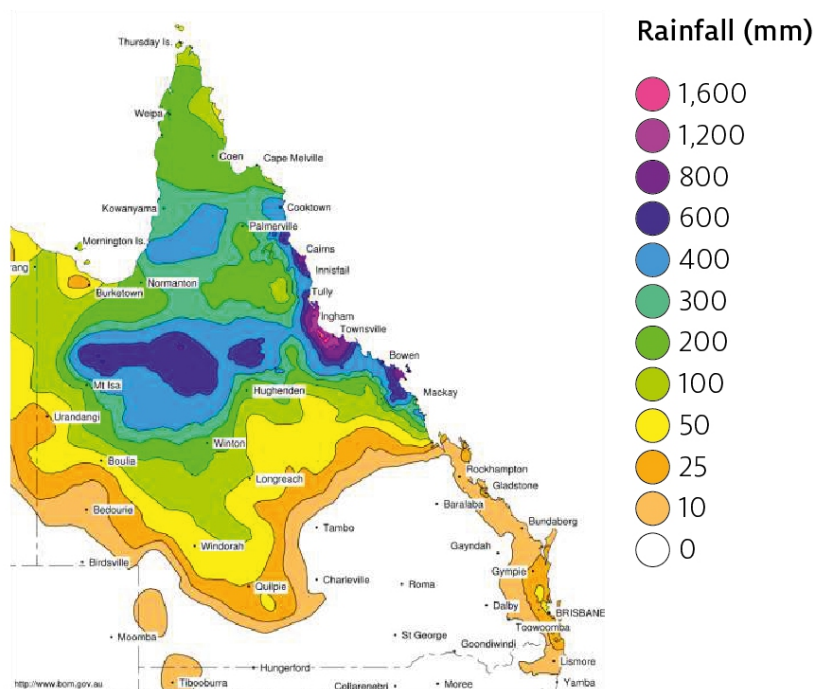 Rainfall (mm)
1,600
1,200
800
600
400
300
200
100
50
25
10
0
Thursday Is.
Weipa
Coen
Cape Melville
Kowanyama
Cooktown
Palmerville
Mornington Is.
Cairns
rang
Innisfail
Normanton
Burketown
Tully
Ingham
Townsville
Bowen
Mt Isa
Hughenden
Mackay
Urandangi
Winton
Boulia
Longreach
Rockhampton
Gladstone
Bedourie
Baralaba
Tambo
Bundaberg
Windorah
Gayndah
Birdsville
Gympie
Quilpie
Charleville
Roma
Dalby
BRISBANE
Toowoomba
Moomba
St George
Goondiwindi
Lismore
Hungerford
http://www.bom.gov.au
Tibooburra
Collarenebri
Moree
Yamba